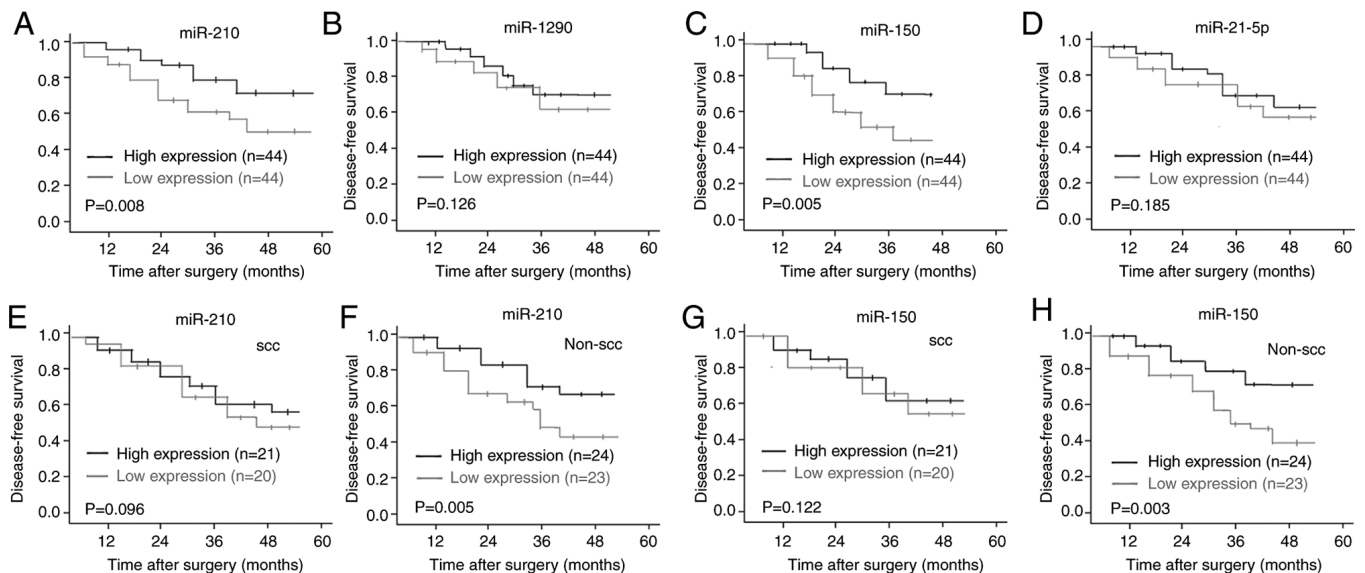 A
miR-210
Disease-free survival
1.0
0.8
0.6
0.4
0.8
0.0
High expression (n=44)
Low expression (n=44)
P=0.008
12 24 36 48 60
Time after surgery (months)
B
miR-1290
Disease-free survival
1.0
0.8
0.6
0.4
0.2
0.0
High expression (n=44)
Low expression (n=44)
P=0.126
12 24 36 48 60
Time after surgery (months)
C
miR-150
Disease-free survival
1.0
0.8
0.6
0.4
0.2
0.0
High expression (n=44)
Low expression (n=44)
P=0.005
12 24 36 48 60
Time after surgery (months)
D
miR-21-5p
Disease-free survival
1.0
0.8
0.6
0.4
0.2
0.0
High expression (n=44)
Low expression (n=44)
P=0.185
12 24 36 48 60
Time after surgery (months)
E
miR-210
scc
Disease-free survival
1.0
0.8
0.6
0.4
0.8
0.0
High expression (n=21)
Low expression (n=20)
P=0.096
12 24 36 48 60
Time after surgery (months)
F
miR-210
Non-scc
Disease-free survival
1.0
0.8
0.6
0.4
0.8
0.0
High expression (n=24)
Low expression (n=23)
P=0.005
12 24 36 48 60
Time after surgery (months)
G
miR-150
scc
Disease-free survival
1.0
0.8
0.6
0.4
0.8
0.0
High expression (n=21)
Low expression (n=20)
P=0.122
12 24 36 48 60
Time after surgery (months)
H
miR-150
Non-scc
Disease-free survival
1.0
0.8
0.6
0.4
0.8
0.0
High expression (n=24)
Low expression (n=23)
P=0.003
12 24 36 48 60
Time after surgery (months)